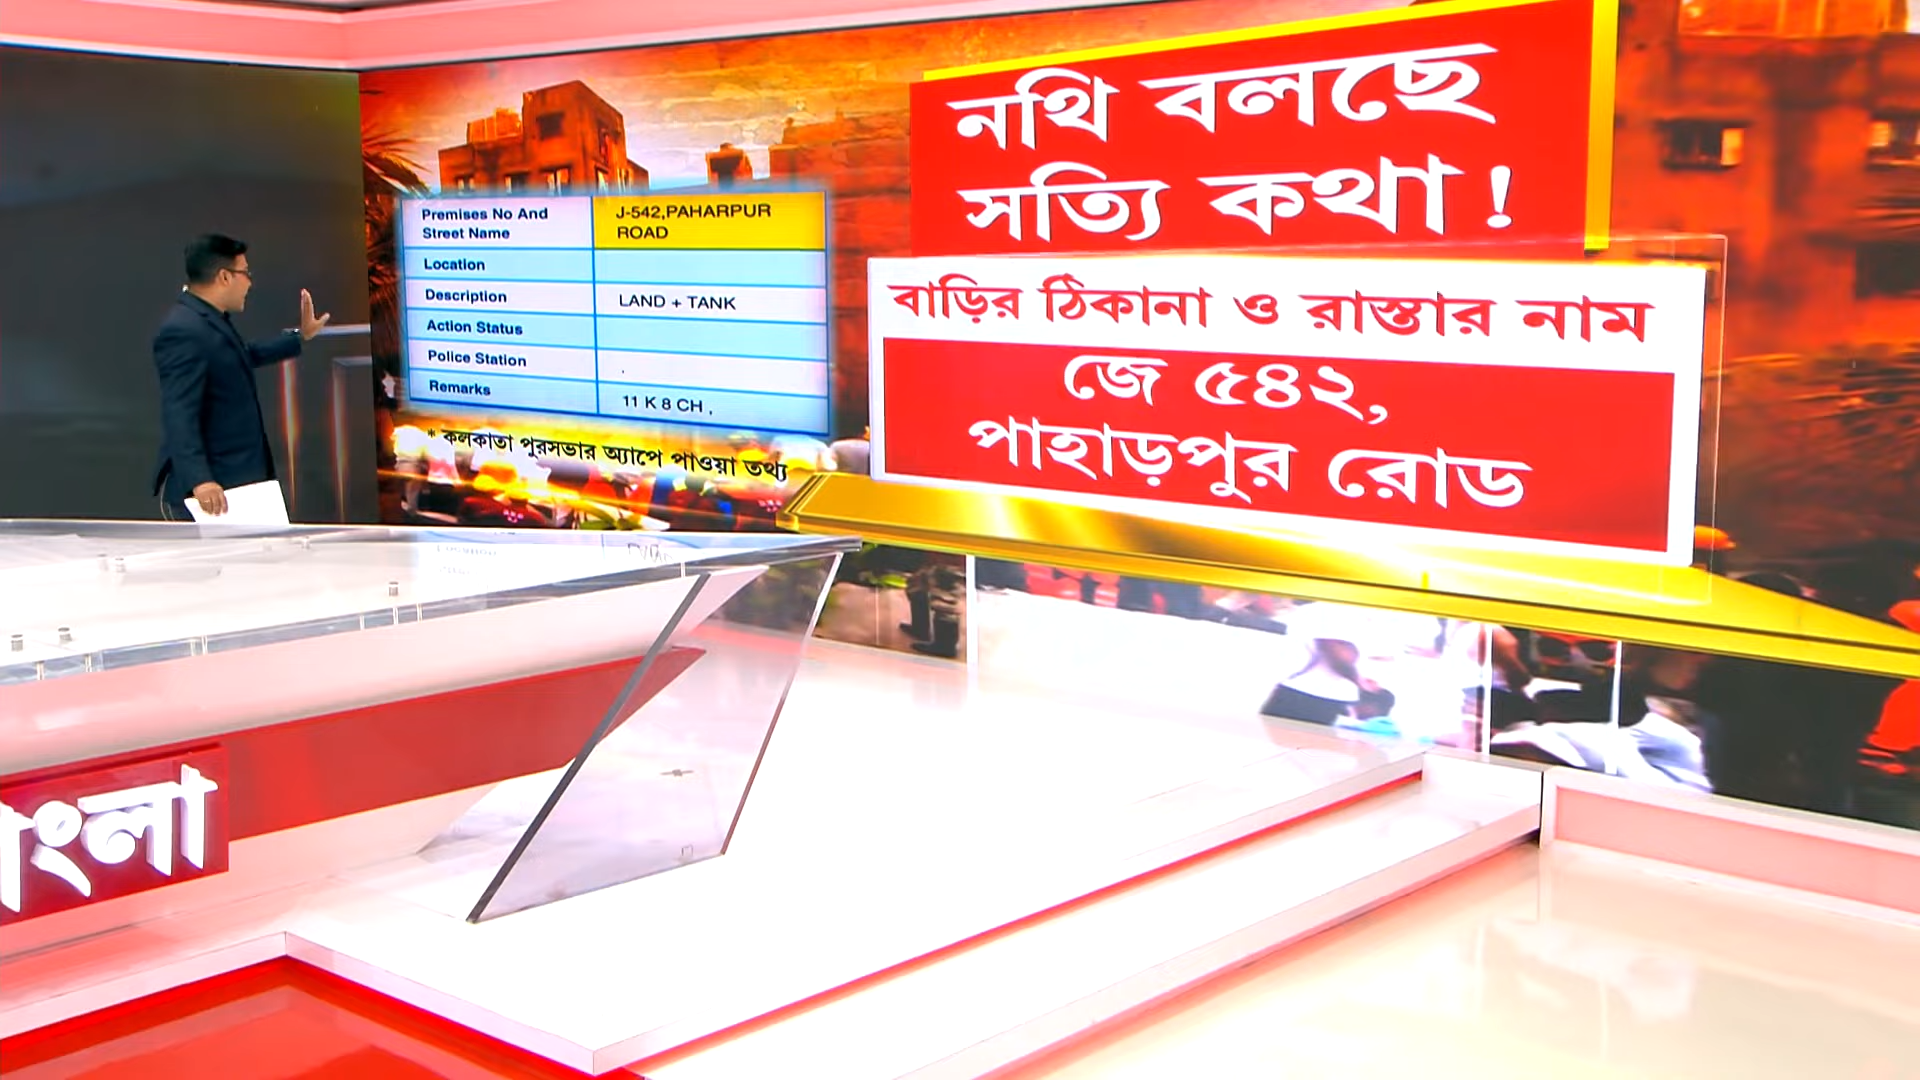 নথি বলছে
সত্যি কথা!
Premises No And Street Name
J-542,PAHARPUR ROAD
Location
Description
LAND + TANK
Action Status
Police Station
.
Remarks
11 K 8 CH ,
* কলকাতা পুরসভার অ্যাপে পাওয়া তথ্য
বাড়ির ঠিকানা ও রাস্তার নাম
জে ৫৪২,
পাহাড়পুর রোড
বাংলা